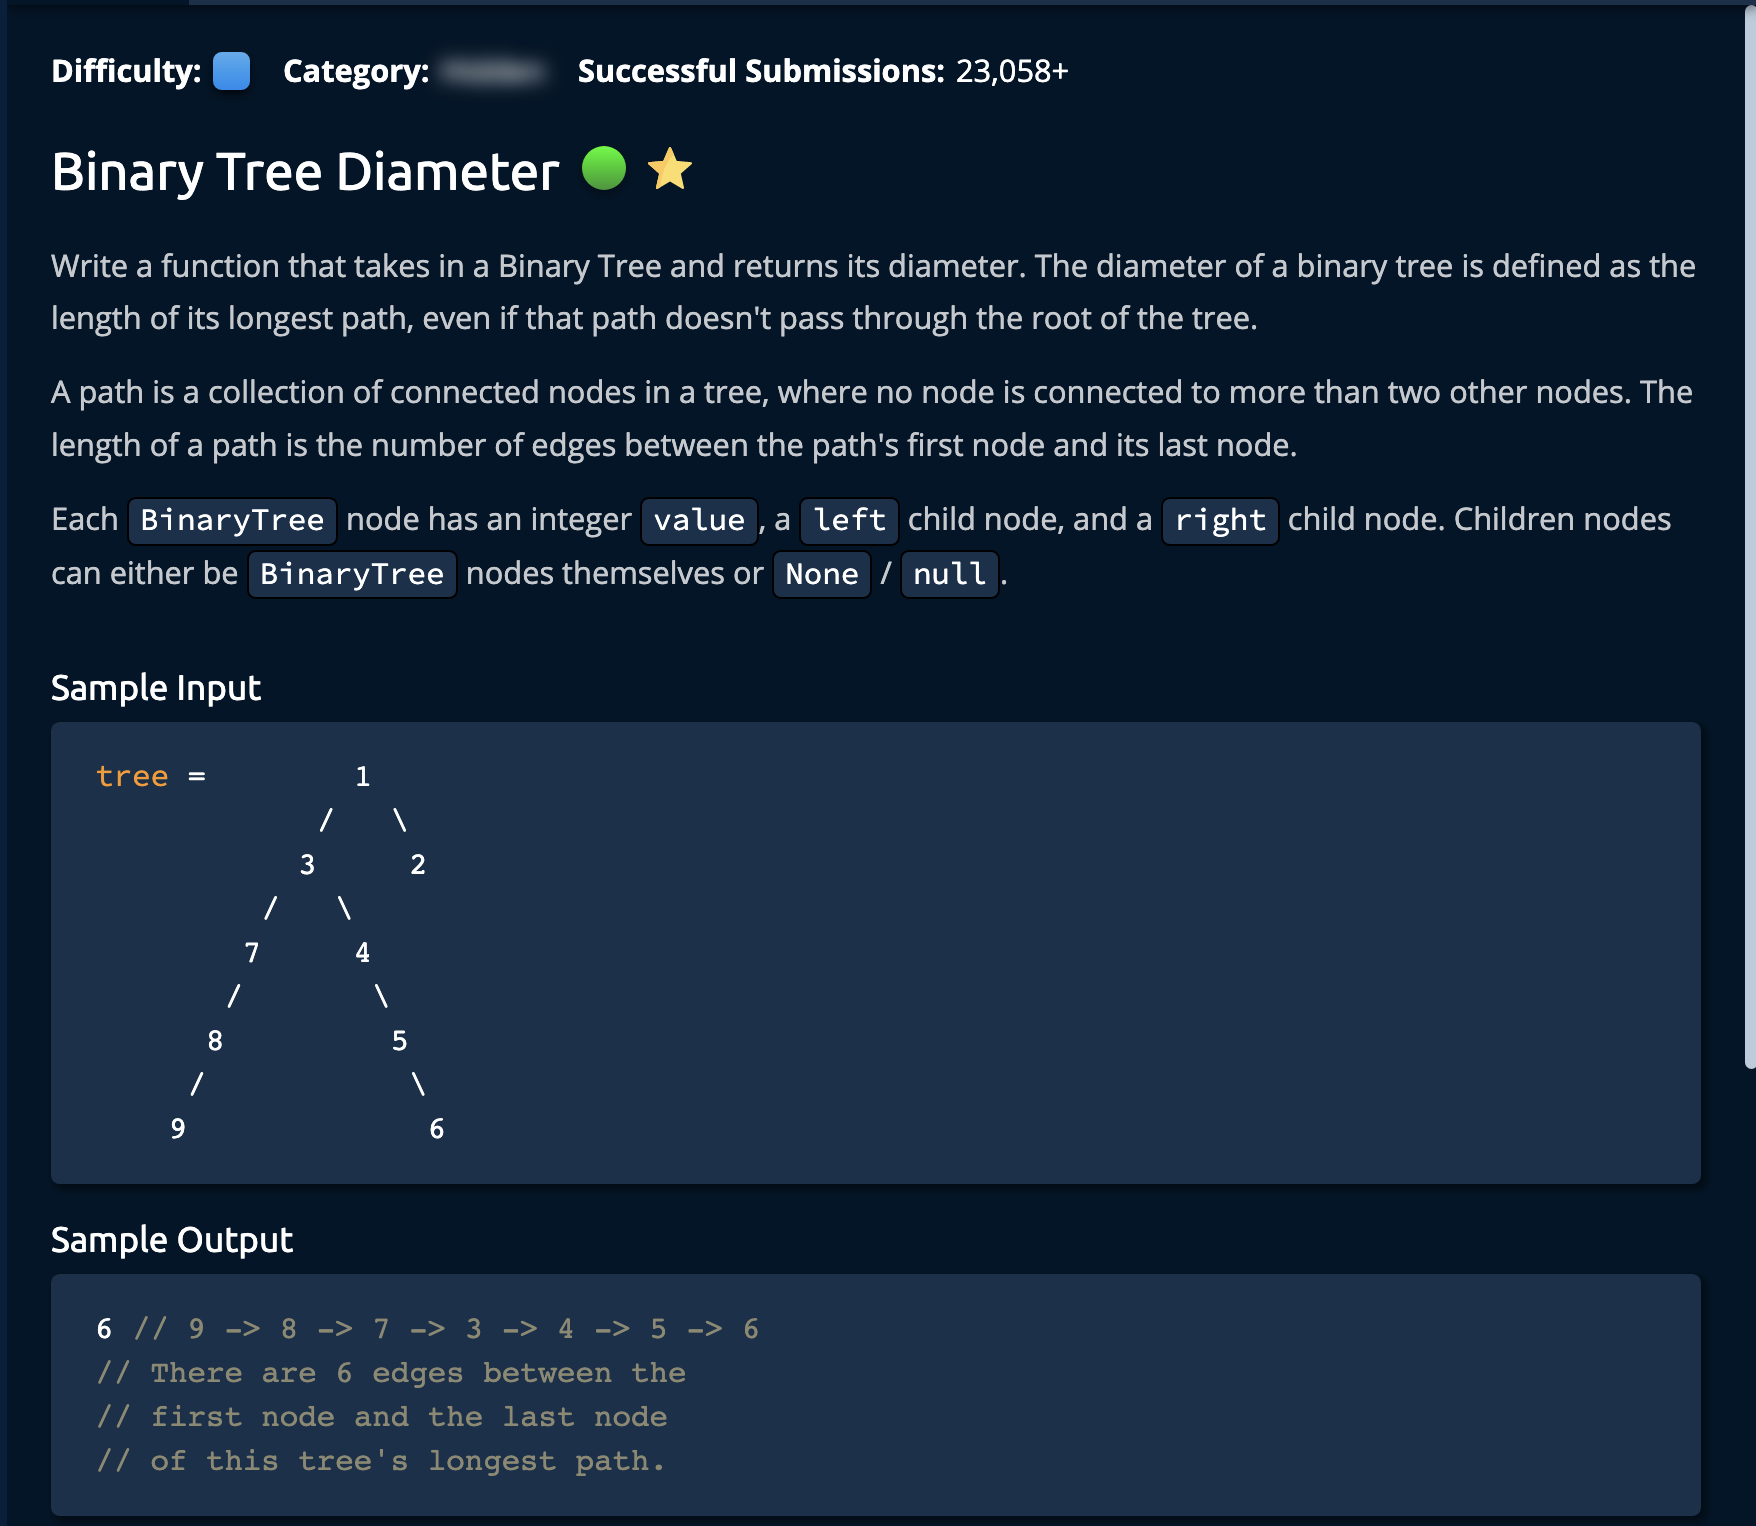 Difficulty: Category: Successful Submissions: 23,058+
Binary Tree Diameter
Write a function that takes in a Binary Tree and returns its diameter. The diameter of a binary tree is defined as the
length of its longest path, even if that path doesn't pass through the root of the tree.
A path is a collection of connected nodes in a tree, where no node is connected to more than two other nodes. The
length of a path is the number of edges between the path's first node and its last node.
Each BinaryTree node has an integer value, a left child node, and a right child node. Children nodes
can either be BinaryTree nodes themselves or None / null.
Sample Input
tree = 1
/ \
3 2
/ \
7 4
/ \
8 5
/ \
9 6
Sample Output
6 // 9 -> 8 -> 7 -> 3 -> 4 -> 5 -> 6
// There are 6 edges between the
// first node and the last node
// of this tree's longest path.